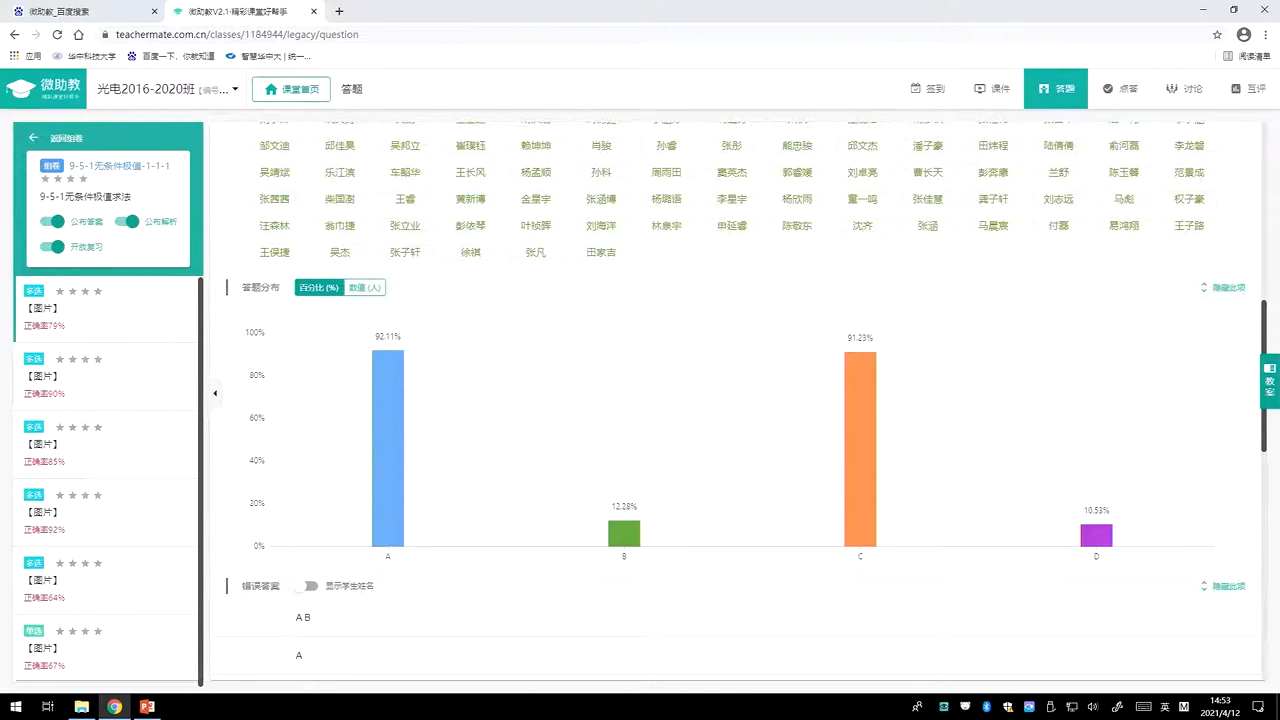 微助教_百度搜索
微助教V2.1-精彩课堂好帮手
teachermate.com.cn/classes/1184944/legacy/question
应用 华中科技大学 百度一下，你就知道 智慧华中大 | 统一...
阅读清单
微助教
光电2016-2020班 [编号...
课堂首页
答题
签到
课件
答题
点答
讨论
互评
返回组卷
组卷 9-5-1无条件极值-1-1-1
9-5-1无条件极值求法
公布答案 公布解析
开放复习
多选
【图片】
正确率79%
多选
【图片】
正确率90%
多选
【图片】
正确率85%
多选
【图片】
正确率92%
多选
【图片】
正确率64%
单选
【图片】
正确率67%
邹文迪 邱佳昊 吴邦立 崔璞钰 赖坤坤 肖骏 孙睿 张彤 熊忠骏 邱文杰 潘子豪 田炜程 陆倩倩 俞河磊 李龙磐
吴靖斌 乐江滨 车韶华 王长久 杨孟顺 孙科 周雨田 窦英杰 郭睿媛 刘卓亮 曹长天 彭弈康 兰舒 陈玉馨 范景成
张茜茜 柴国澍 王睿 黄新博 金星宇 张涵博 杨璐语 李星宇 杨欣雨 童一鸣 张佳慧 龚子轩 刘志远 马彪 权子豪
汪森林 翁巾捷 张立业 彭依琴 叶祯晖 刘海洋 林泉宇 申延睿 陈敬东 沈齐 张涵 马晨宸 付磊 易鸿翔 王子路
王俣捷 吴杰 张子轩 徐祺 张凡 田家吉
答题分布 百分比 (%) 数值 (人)
隐藏此项
100%
80%
60%
40%
20%
0%
92.11%
12.28%
91.23%
10.53%
A B C D
错误答案 显示学生姓名
隐藏此项
A B
A
教室
英
14:53
2021/4/12